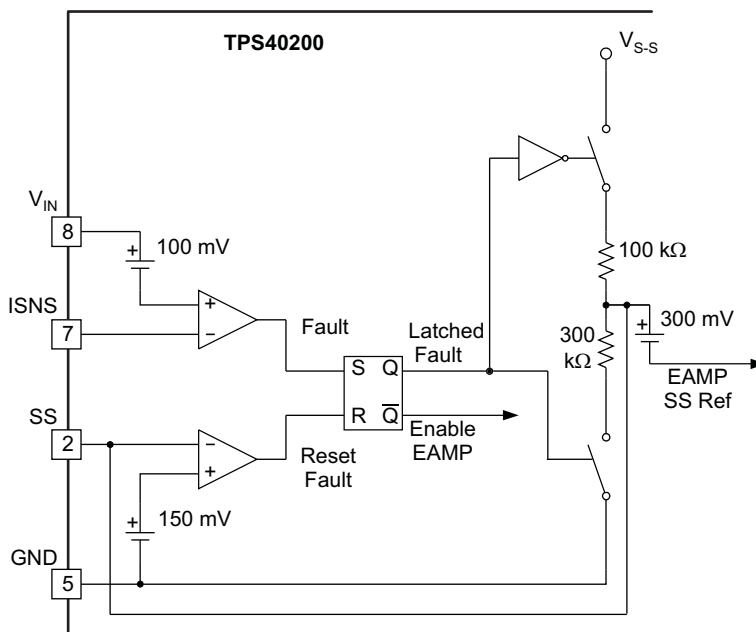 TPS40200
V_S-S
V_IN
8
+
100 mV
100 kΩ
+
ISNS
7
−
Fault
Latched
Fault
300
kΩ
+
300 mV
EAMP
SS Ref
S Q
R Q̅
Enable
EAMP
SS
2
−
+
Reset
Fault
+
150 mV
GND
5